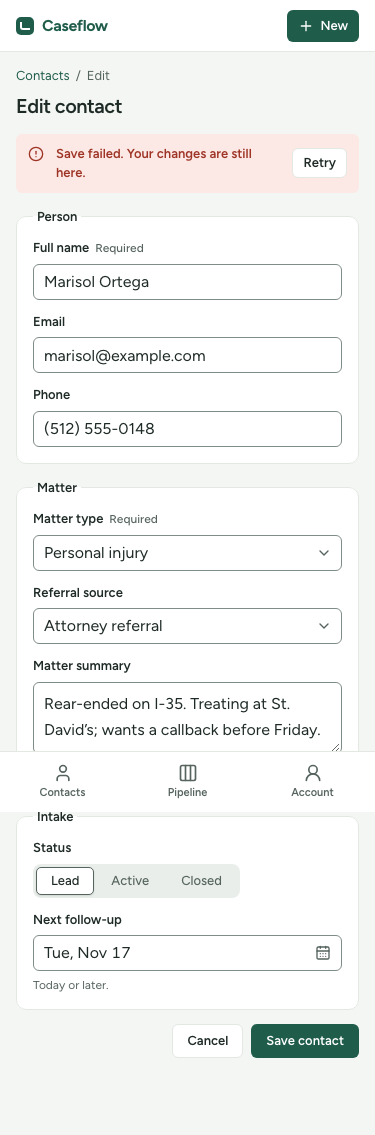 Caseflow
New
Contacts / Edit
Edit contact
Save failed. Your changes are still
here.
Retry
Person
Full name Required
Marisol Ortega
Email
marisol@example.com
Phone
(512) 555-0148
Matter
Matter type Required
Personal injury
Referral source
Attorney referral
Matter summary
Rear-ended on I-35. Treating at St.
David's; wants a callback before Friday.
Contacts Pipeline Account
Intake
Status
Lead Active Closed
Next follow-up
Tue, Nov 17
Today or later.
Cancel Save contact